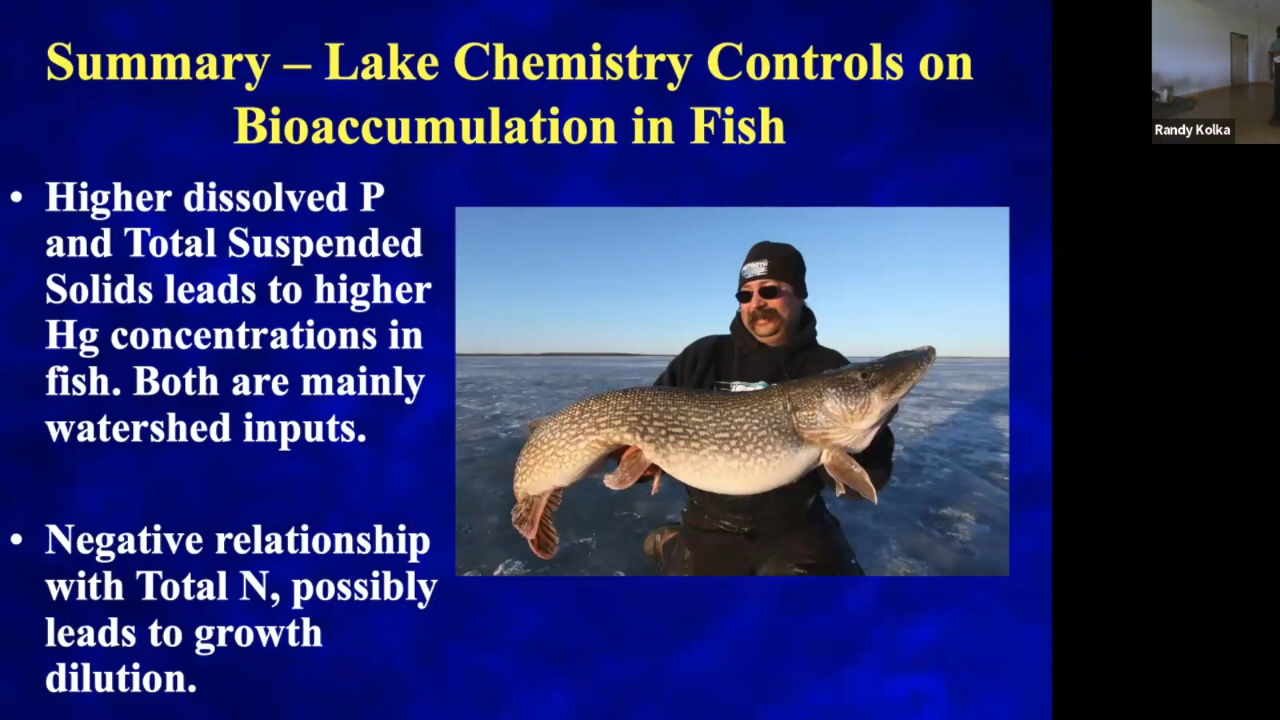 Summary – Lake Chemistry Controls on
Bioaccumulation in Fish
• Higher dissolved P
and Total Suspended
Solids leads to higher
Hg concentrations in
fish. Both are mainly
watershed inputs.
• Negative relationship
with Total N, possibly
leads to growth
dilution.
Randy Kolka